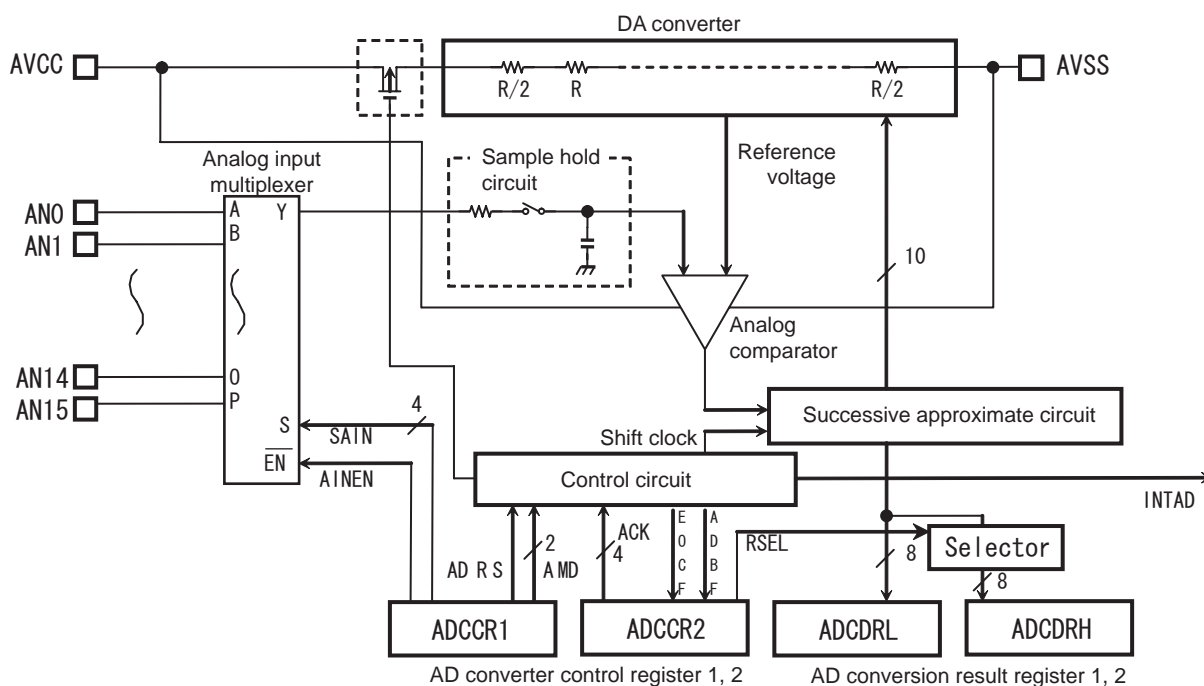 DA converter
AVCC
AVSS
R/2
R
R/2
Analog input
multiplexer
Sample hold
circuit
Reference
voltage
AN0
AN1
A
B
Y
10
Analog
comparator
AN14
AN15
O
P
S
EN
4
SAIN
AINEN
Successive approximate circuit
Shift clock
Control circuit
INTAD
ADRS
2
AMD
ACK
4
EOCF
ADBF
RSEL
8
Selector
8
ADCCR1
ADCCR2
ADCDRL
ADCDRH
AD converter control register 1, 2
AD conversion result register 1, 2